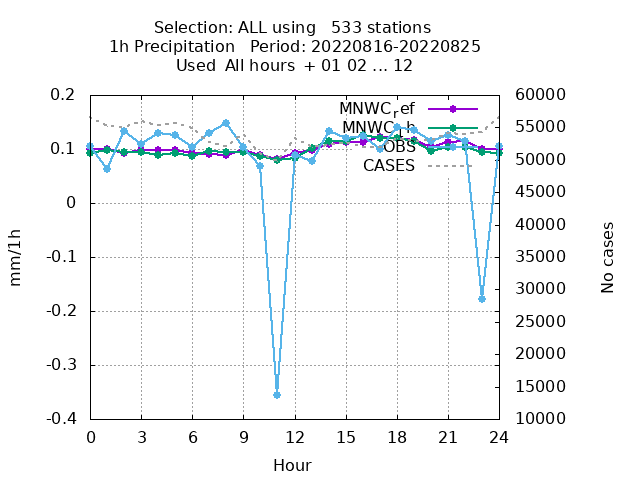 Selection: ALL using 533 stations
1h Precipitation Period: 20220816-20220825
Used All hours + 01 02 ... 12
MNWC_ref
OBS
CASES
mm/1h
No cases
0.2
0.1
0
-0.1
-0.2
-0.3
-0.4
60000
55000
50000
45000
40000
35000
30000
25000
20000
15000
10000
0 3 6 9 12 15 18 21 24
Hour